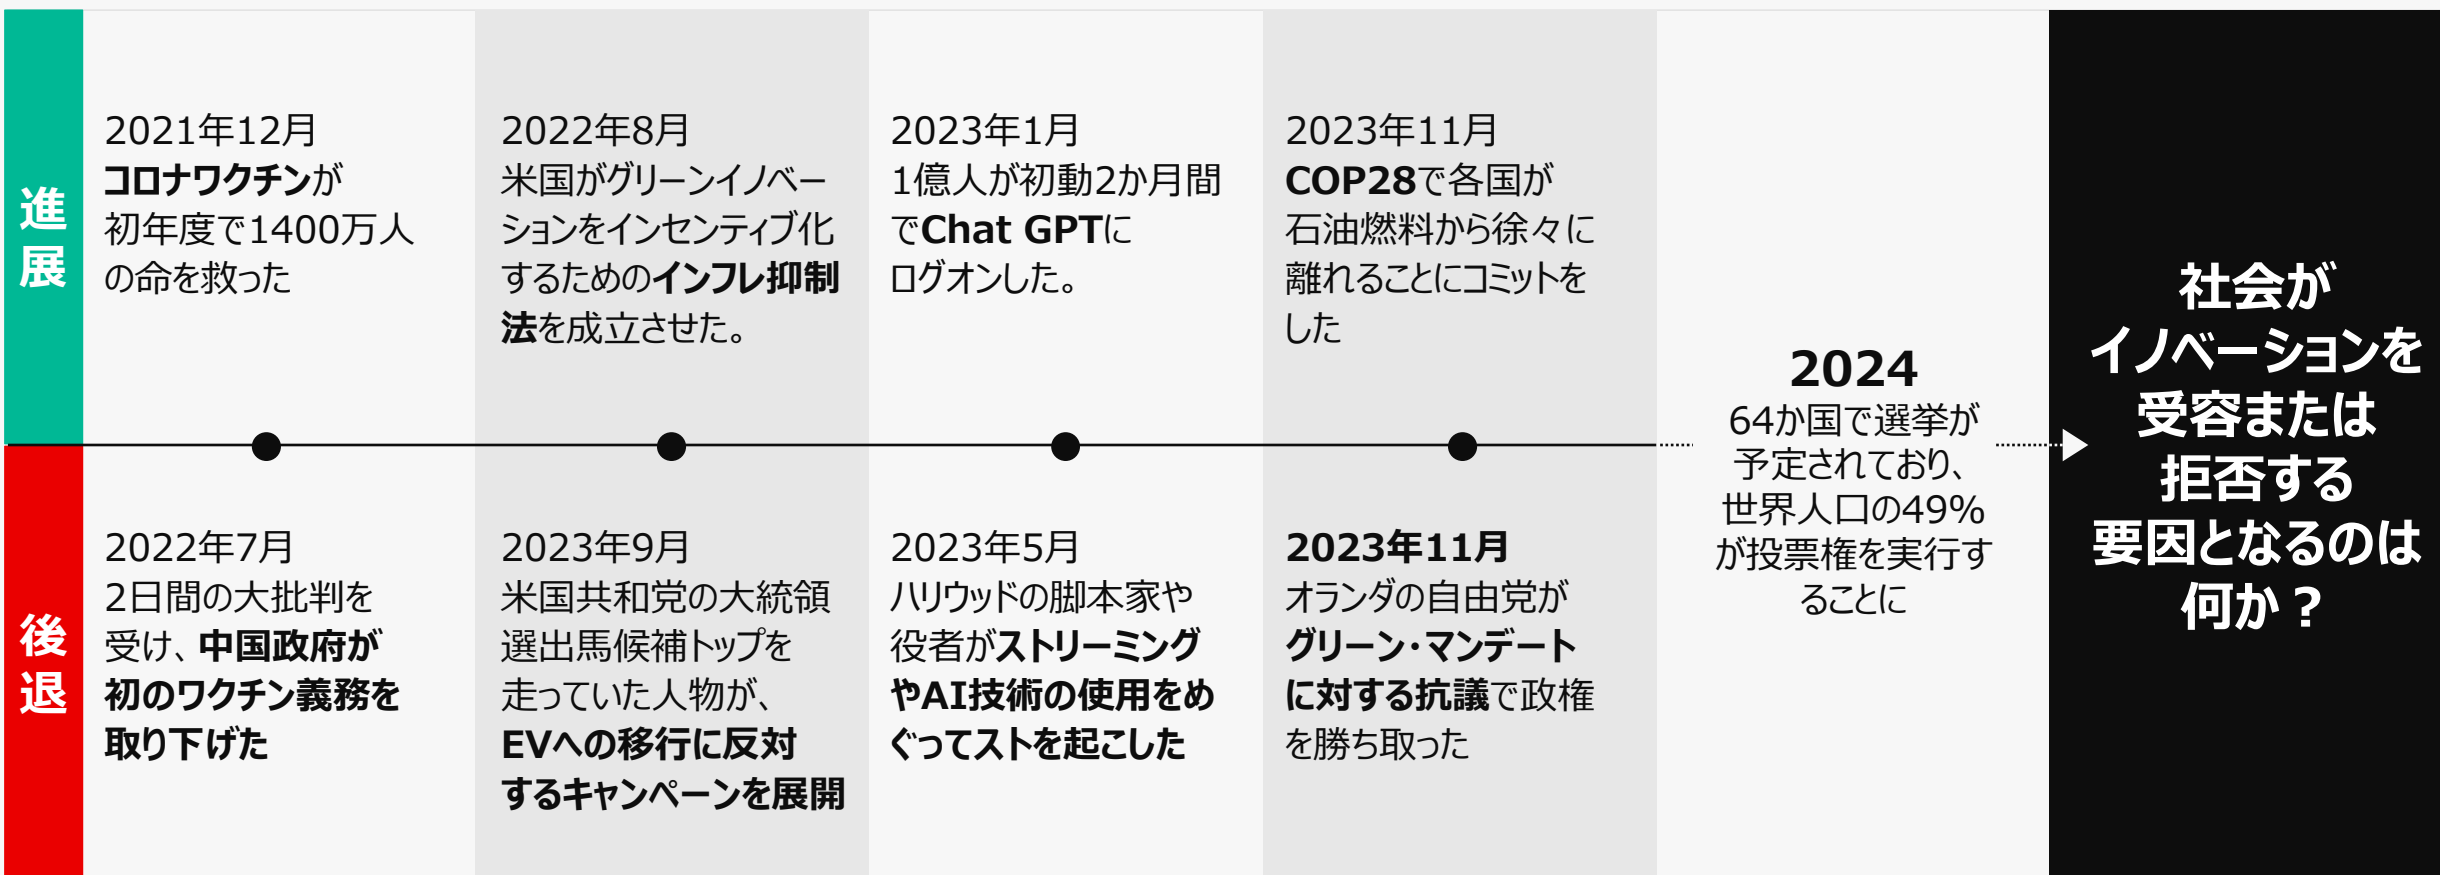 進
展
2021年12月
コロナワクチンが
初年度で1400万人
の命を救った
2022年8月
米国がグリーンイノベー
ションをインセンティブ化
するためのインフレ抑制
法を成立させた。
2023年1月
1億人が初動2か月間
でChat GPTに
ログオンした。
2023年11月
COP28で各国が
石油燃料から徐々に
離れることにコミットを
した
後
退
2022年7月
2日間の大批判を
受け、中国政府が
初のワクチン義務を
取り下げた
2023年9月
米国共和党の大統領
選出馬候補トップを
走っていた人物が、
EVへの移行に反対
するキャンペーンを展開
2023年5月
ハリウッドの脚本家や
役者がストリーミング
やAI技術の使用をめ
ぐってストを起こした
2023年11月
オランダの自由党が
グリーン・マンデート
に対する抗議で政権
を勝ち取った
2024
64か国で選挙が
予定されており、
世界人口の49%
が投票権を実行す
ることに
社会が
イノベーションを
受容または
拒否する
要因となるのは
何か？